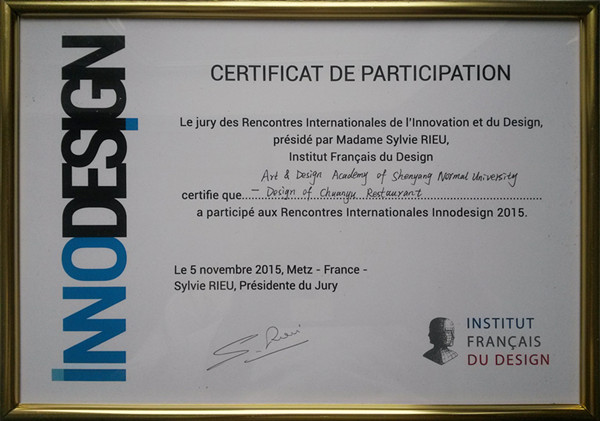 INNODESIGN
CERTIFICAT DE PARTICIPATION
Le jury des Rencontres Internationales de l'Innovation et du Design,
présidé par Madame Sylvie RIEU,
Institut Français du Design
Art & Design Academy of Shenyang Normal University
certifie que - Design of Chuanyu Restaurant
a participé aux Rencontres Internationales Innodesign 2015.
Le 5 novembre 2015, Metz - France -
Sylvie RIEU, Présidente du Jury
S. Rieu
INSTITUT
FRANÇAIS
DU DESIGN